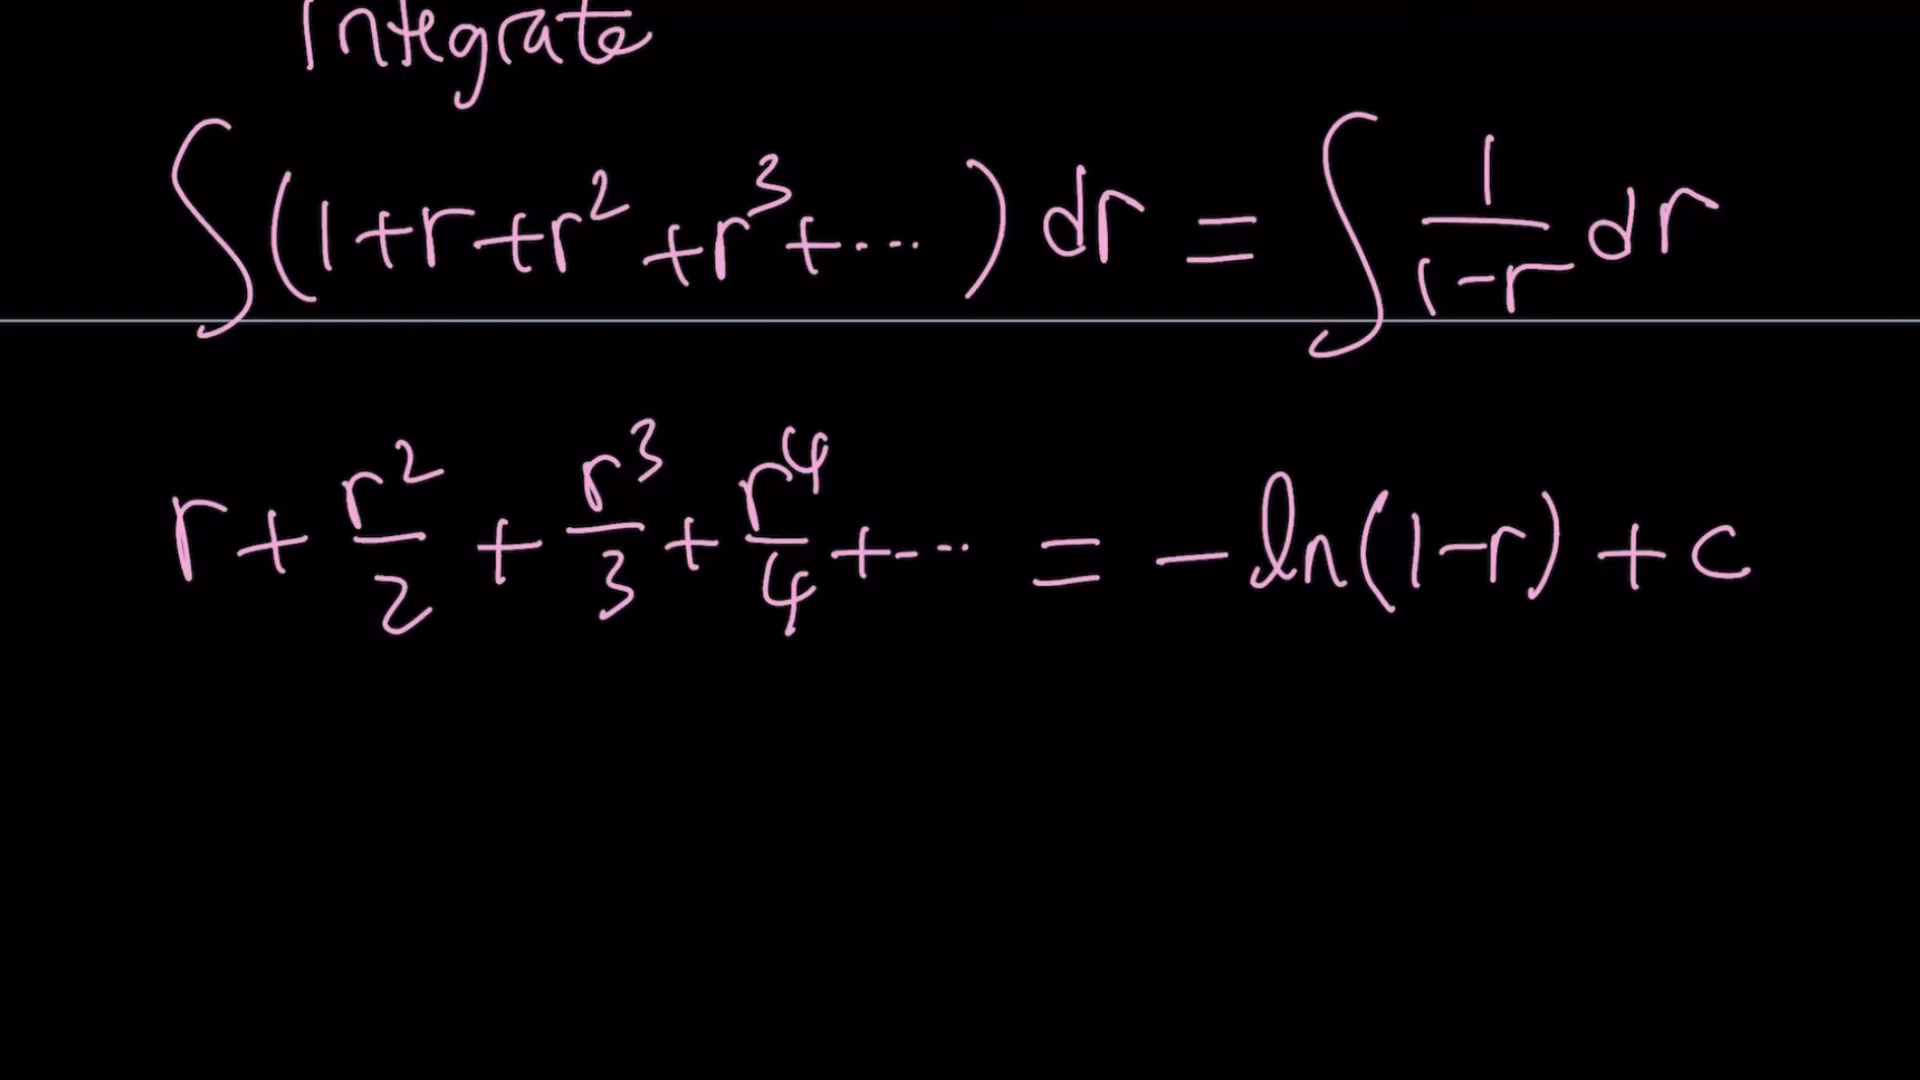 Integrate
∫(1+r+r²+r³+...)dr = ∫ 1/(1-r) dr
r + r²/2 + r³/3 + r⁴/4 + ... = -ln(1-r) + c